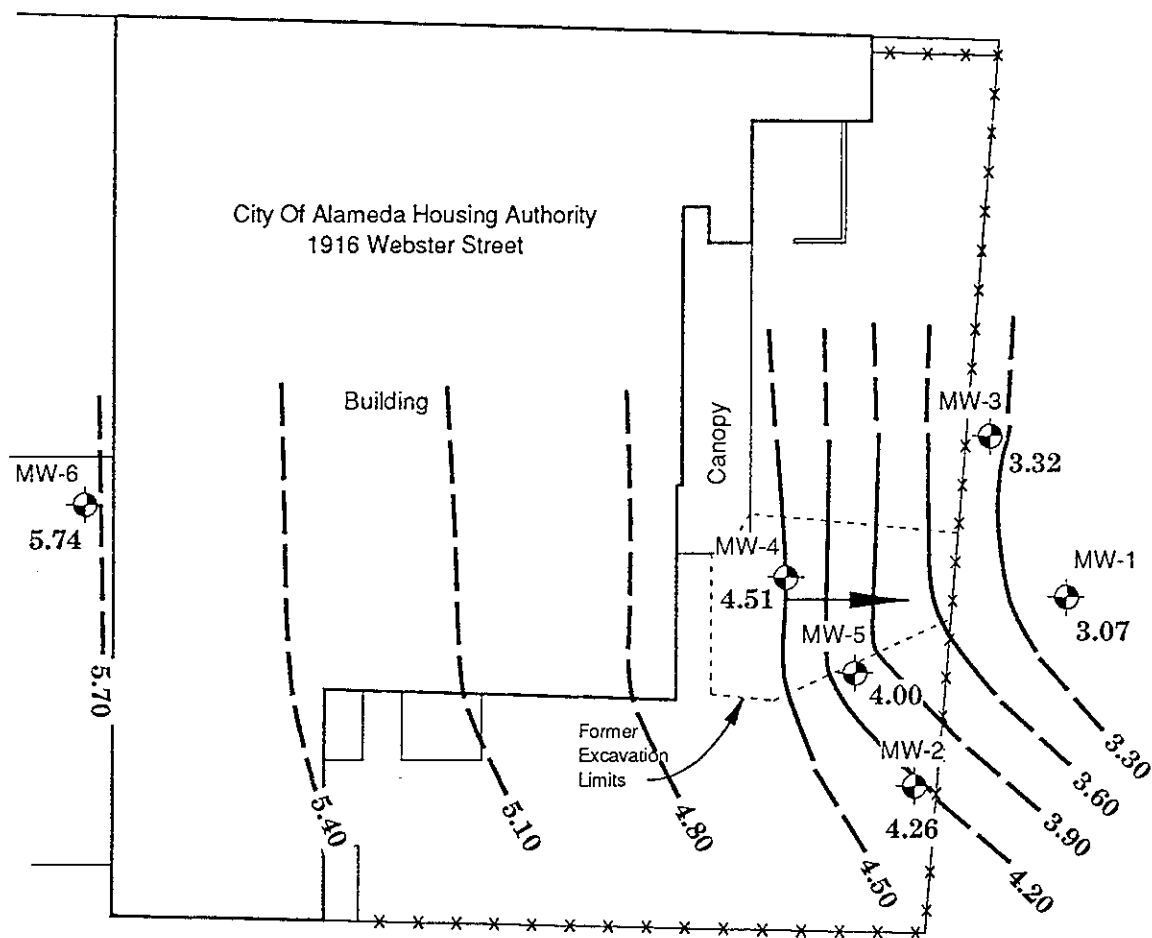 City Of Alameda Housing Authority
1916 Webster Street
Building
Canopy
MW-3
3.32
MW-6
5.74
MW-4
4.51
MW-1
3.07
MW-5
4.00
5.70
Former
Excavation
Limits
MW-2
4.26
5.40
5.10
4.80
4.50
4.20
3.90
3.60
3.30